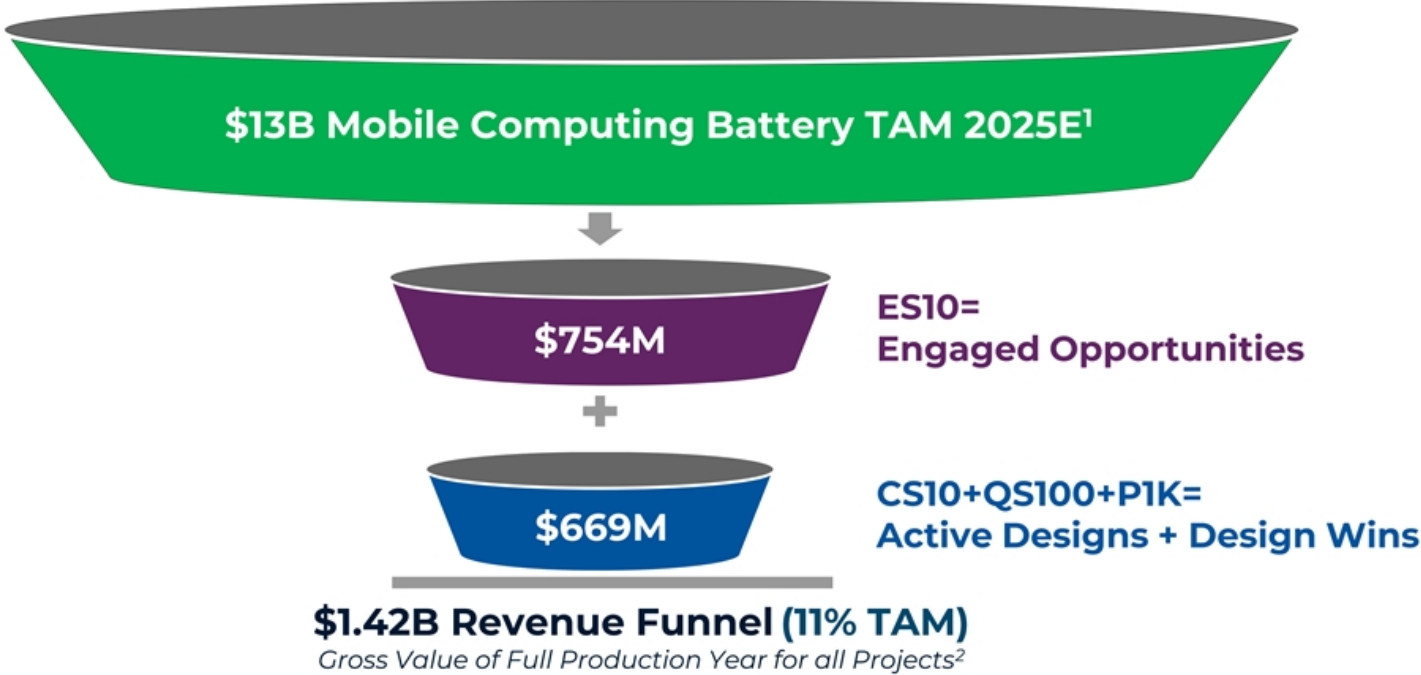 $13B Mobile Computing Battery TAM 2025E¹
$754M
ES10=
Engaged Opportunities
+
$669M
CS10+QS100+P1K=
Active Designs + Design Wins
$1.42B Revenue Funnel (11% TAM)
Gross Value of Full Production Year for all Projects²